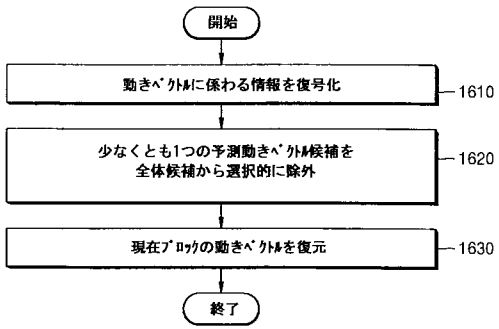 開始
動きﾍﾞｸﾄﾙに係わる情報を復号化
1610
少なくとも1つの予測動きﾍﾞｸﾄﾙ候補を
全体候補から選択的に除外
1620
現在ﾌﾞﾛｯｸの動きﾍﾞｸﾄﾙを復元
1630
終了